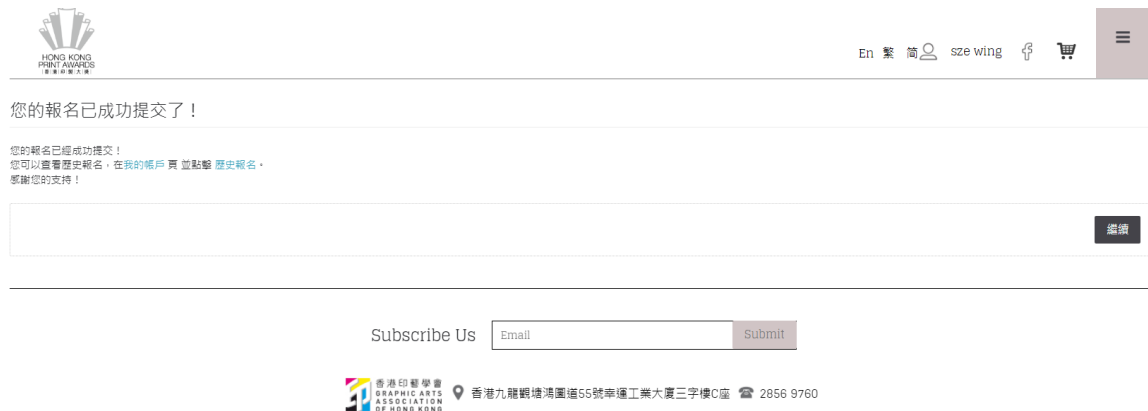 HONG KONG
PRINT AWARDS
香港印製大獎
En 繁 简 sze wing
您的報名已成功提交了！
您的報名已經成功提交！
您可以查看歷史報名，在我的帳戶 頁 並點擊 歷史報名。
感謝您的支持！
繼續
Subscribe Us Email Submit
香港印藝學會
GRAPHIC ARTS
ASSOCIATION
OF HONG KONG
香港九龍觀塘鴻圖道55號幸運工業大廈三字樓C座 2856 9760